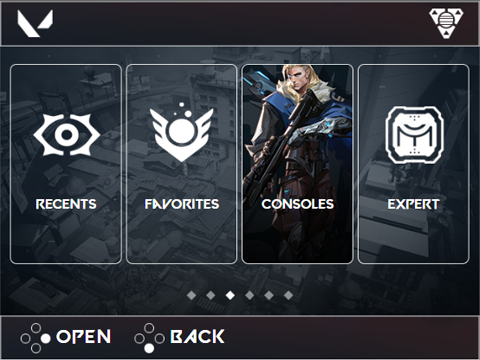 RECENTS
FAVORITES
CONSOLES
EXPERT
OPEN
BACK